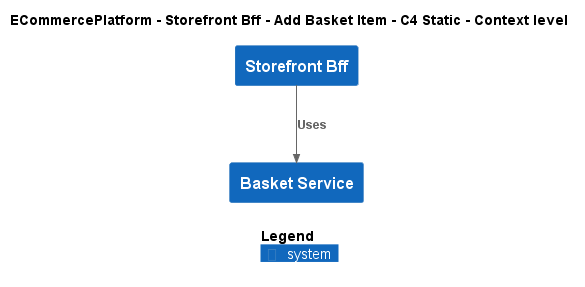 ECommercePlatform - Storefront Bff - Add Basket Item - C4 Static - Context level
Storefront Bff
Uses
Basket Service
Legend
system